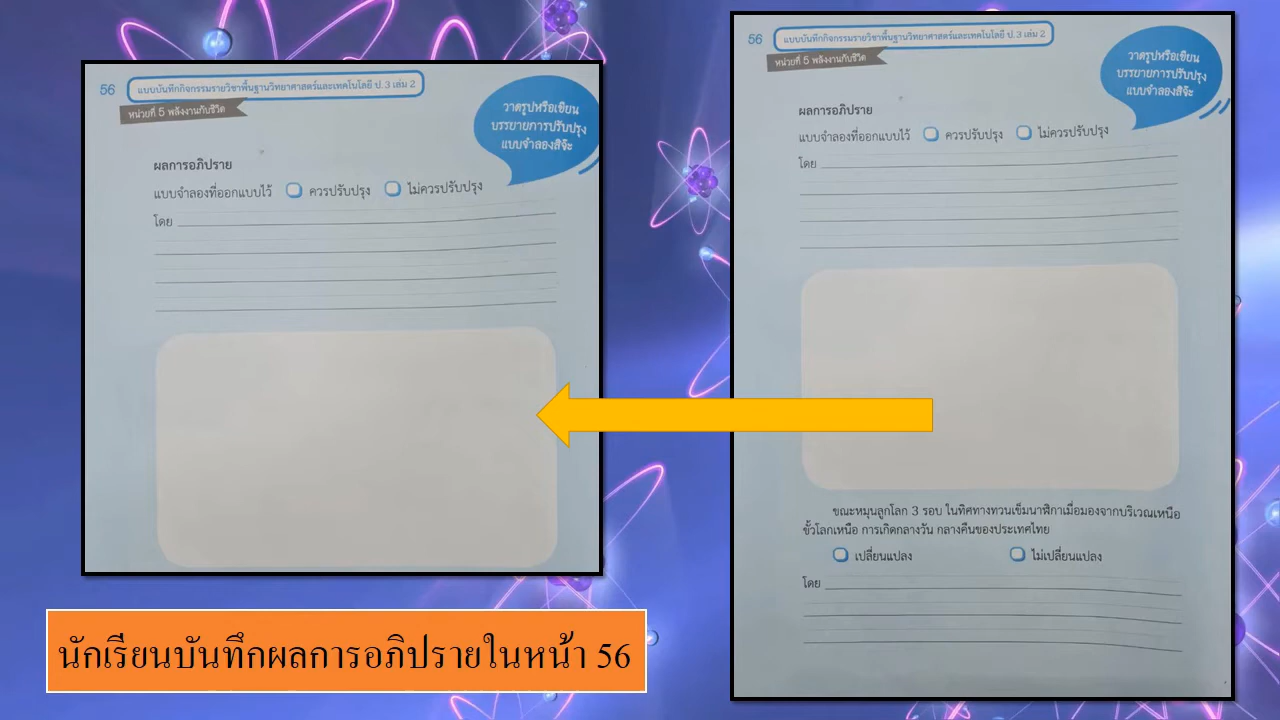 56 แบบบันทึกกิจกรรมรายวิชาพื้นฐานวิทยาศาสตร์และเทคโนโลยี ป. 3 เล่ม 2
หน่วยที่ 5 พลังงานกับชีวิต
วาดรูปหรือเขียน
บรรยายการปรับปรุง
แบบจำลองสิจ๊ะ
ผลการอภิปราย
แบบจำลองที่ออกแบบไว้ ควรปรับปรุง ไม่ควรปรับปรุง
โดย
56 แบบบันทึกกิจกรรมรายวิชาพื้นฐานวิทยาศาสตร์และเทคโนโลยี ป. 3 เล่ม 2
หน่วยที่ 5 พลังงานกับชีวิต
วาดรูปหรือเขียน
บรรยายการปรับปรุง
แบบจำลองสิจ๊ะ
ผลการอภิปราย
แบบจำลองที่ออกแบบไว้ ควรปรับปรุง ไม่ควรปรับปรุง
โดย
ขณะหมุนลูกโลก 3 รอบ ในทิศทางทวนเข็มนาฬิกาเมื่อมองจากบริเวณเหนือ
ขั้วโลกเหนือ การเกิดกลางวัน กลางคืนของประเทศไทย
เปลี่ยนแปลง ไม่เปลี่ยนแปลง
โดย
นักเรียนบันทึกผลการอภิปรายในหน้า 56